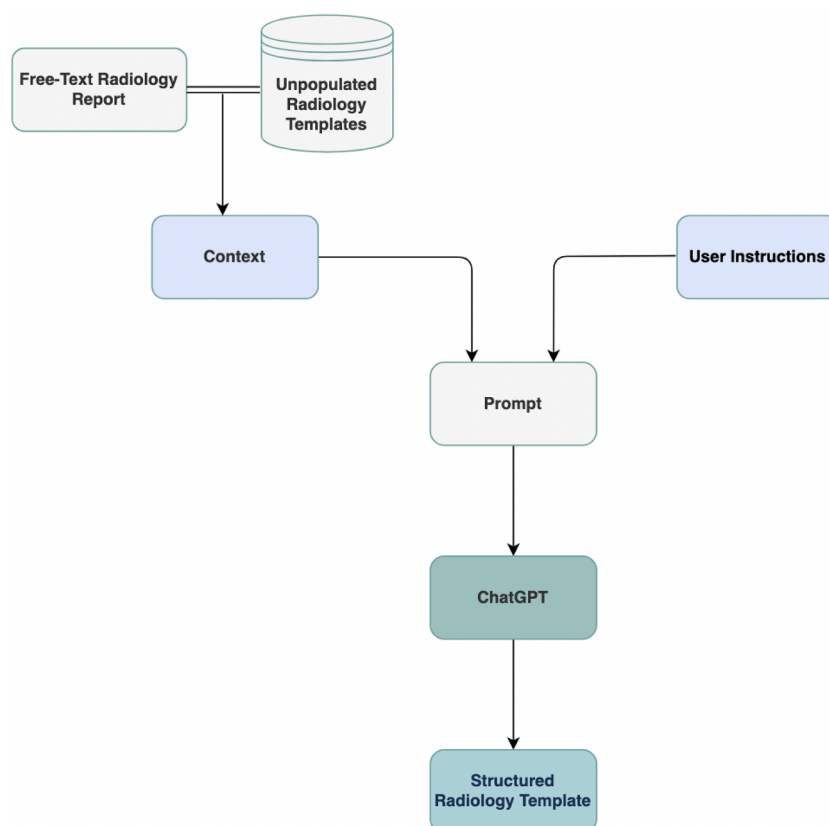 Free-Text Radiology
Report
Unpopulated
Radiology
Templates
Context
User Instructions
Prompt
ChatGPT
Structured
Radiology Template